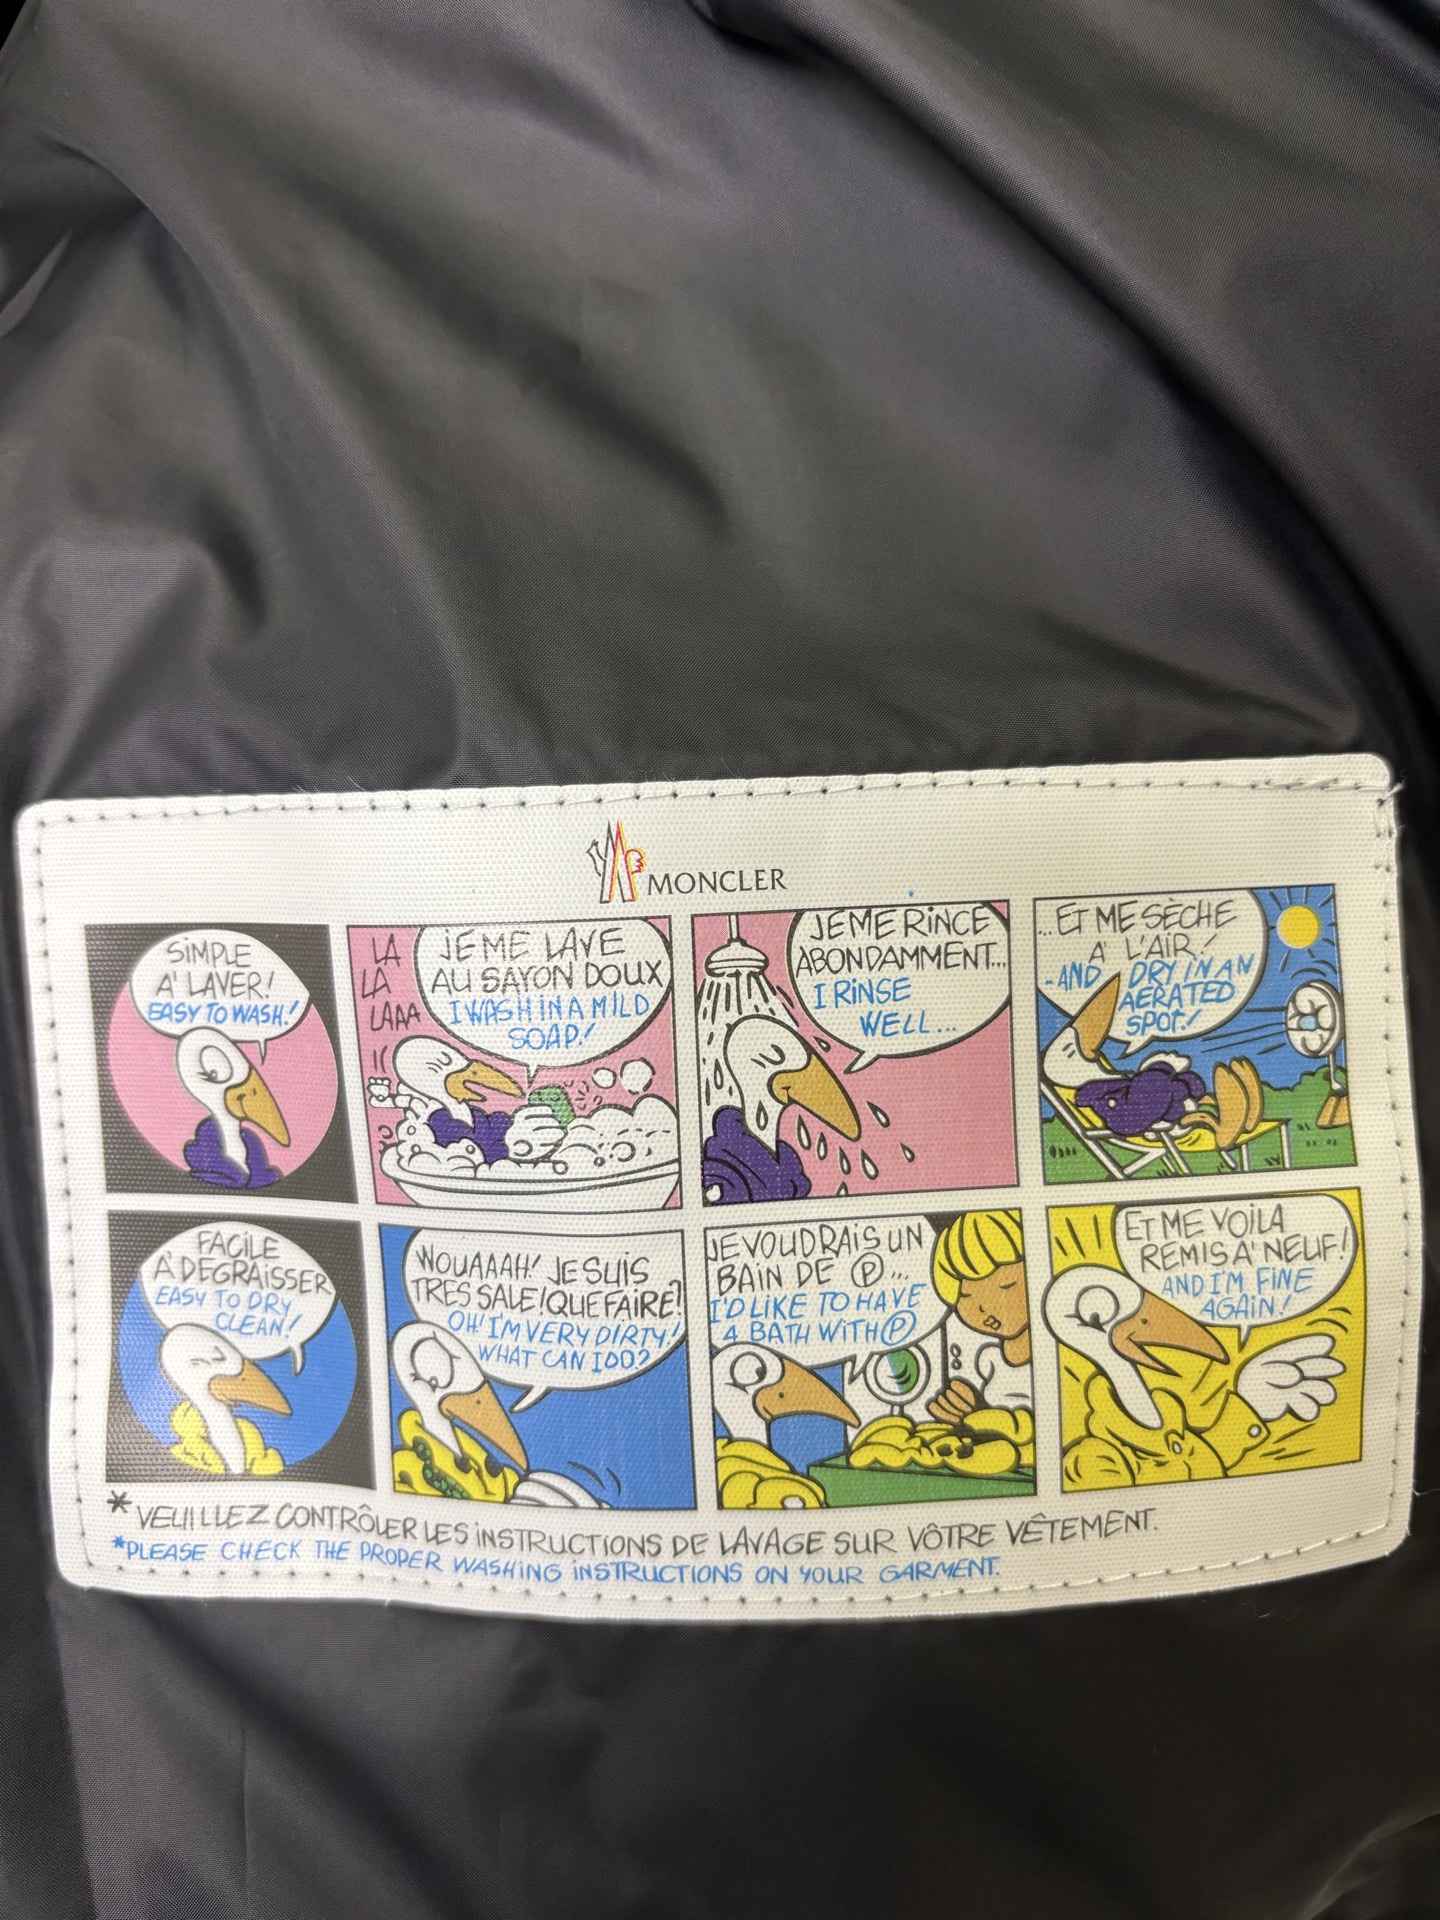 MONCLER
SIMPLE
A' LAVER!
EASY TO WASH!
LA
LA
LAAA
JE ME LAVE
AU SAVON DOUX
I WASH IN A MILD
SOAP!
JE ME RINCE
ABONDAMMENT...
I RINSE
WELL...
...ET ME SÈCHE
A' L'AIR!
-AND DRY IN AN
AERATED
SPOT!
FACILE
A' DEGRAISSER
EASY TO DRY
CLEAN!
WOUAAAH! JE SUIS
TRES SALE! QUE FAIRE?
OH! I'M VERY DIRTY!
WHAT CAN I DO?
JE VOUDRAIS UN
BAIN DE Ⓟ...
I'D LIKE TO HAVE
A BATH WITH Ⓟ
ET ME VOILA
REMIS A' NEUF!
AND I'M FINE
AGAIN!
*VEUILLEZ CONTRÔLER LES INSTRUCTIONS DE LAVAGE SUR VÔTRE VÊTEMENT.
*PLEASE CHECK THE PROPER WASHING INSTRUCTIONS ON YOUR GARMENT.